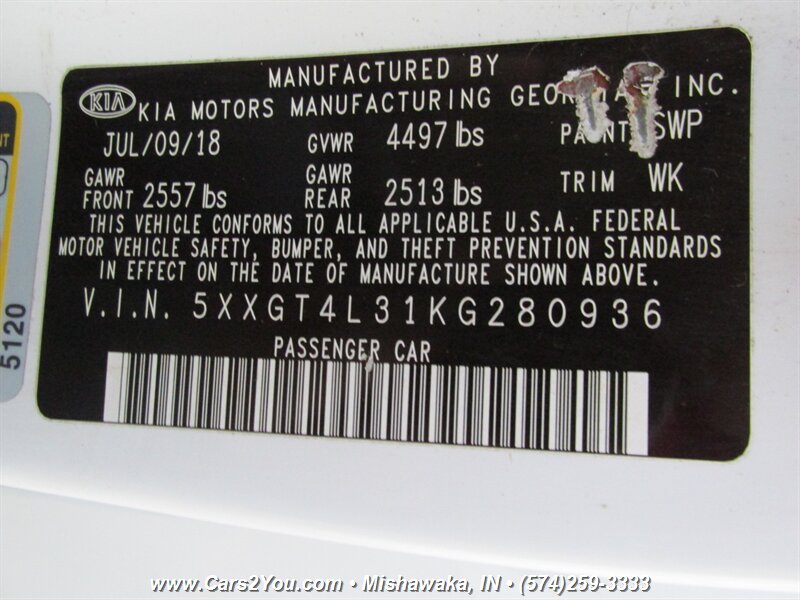 MANUFACTURED BY
KIA KIA MOTORS MANUFACTURING INC.
JUL/09/18 GVWR 4497 lbs SWP
GAWR FRONT 2557 lbs GAWR REAR 2513 lbs TRIM WK
THIS VEHICLE CONFORMS TO ALL APPLICABLE U.S.A. FEDERAL
MOTOR VEHICLE SAFETY, BUMPER, AND THEFT PREVENTION STANDARDS
IN EFFECT ON THE DATE OF MANUFACTURE SHOWN ABOVE.
V.I.N. 5XXGT4L31KG280936
PASSENGER CAR
5120
www.Cars2You.com • Mishawaka, IN • (574)259-3333